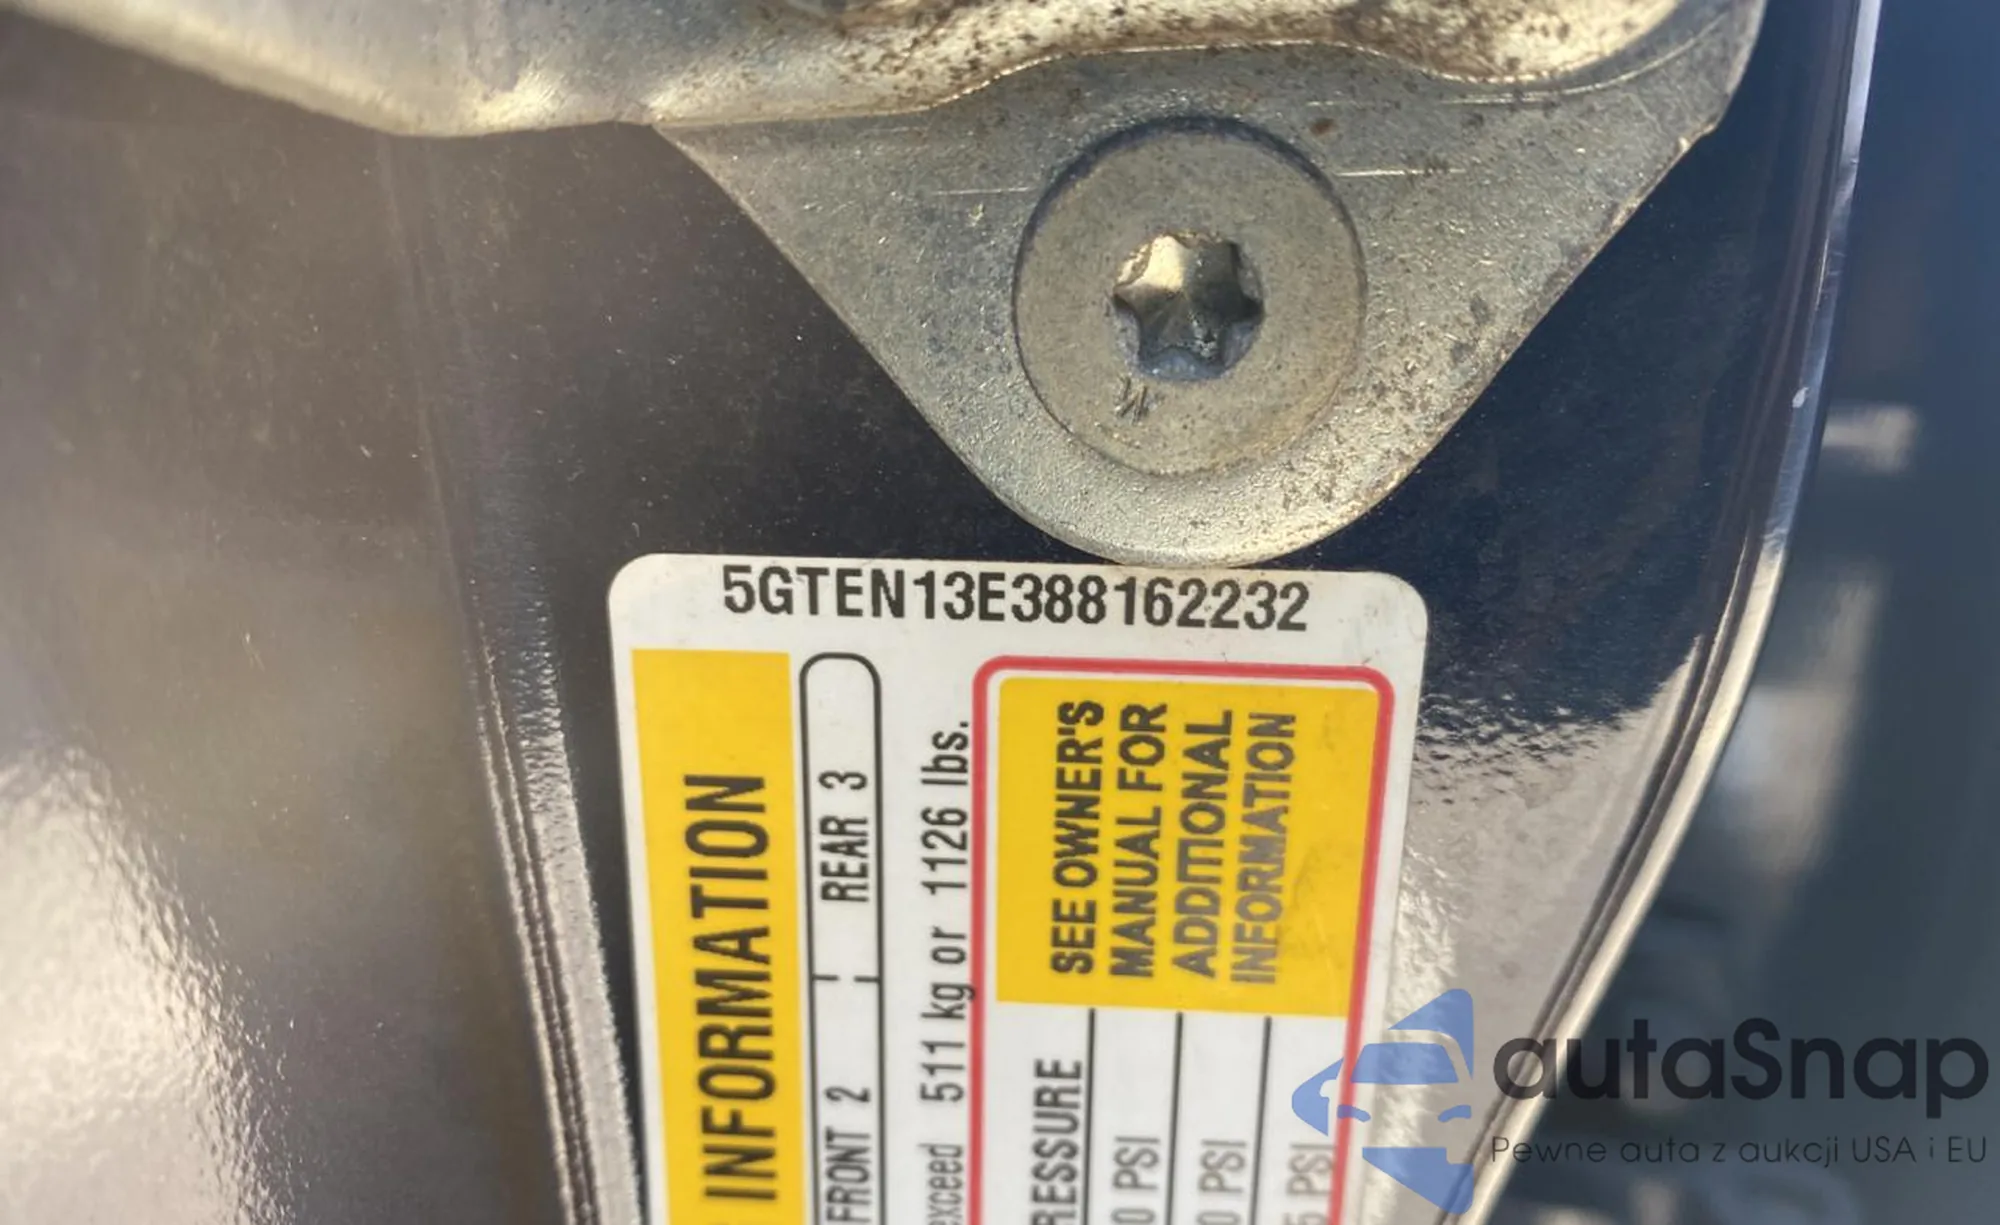 5GTEN13E388162232
INFORMATION
FRONT 2 REAR 3
exceed 511 kg or 1126 lbs.
SEE OWNER'S
MANUAL FOR
ADDITIONAL
INFORMATION
PSI
PSI
PSI
autaSnap
Pewne auta z aukcji USA i EU